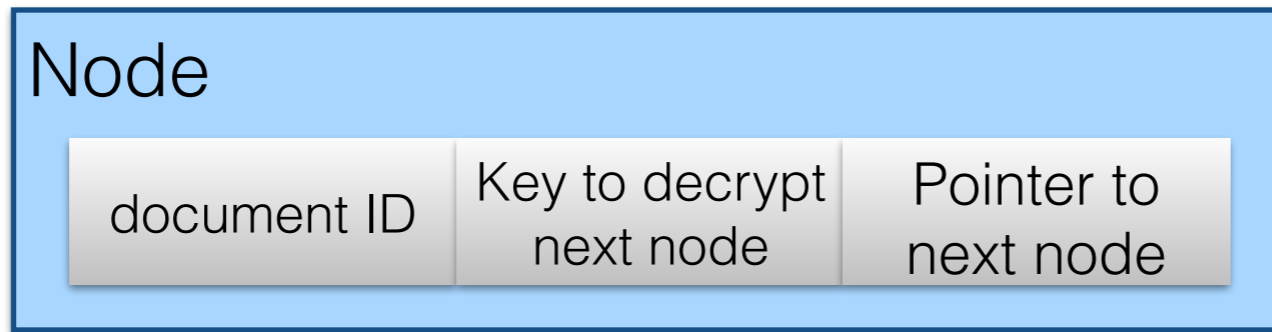 Node
document ID
Key to decrypt
next node
Pointer to
next node